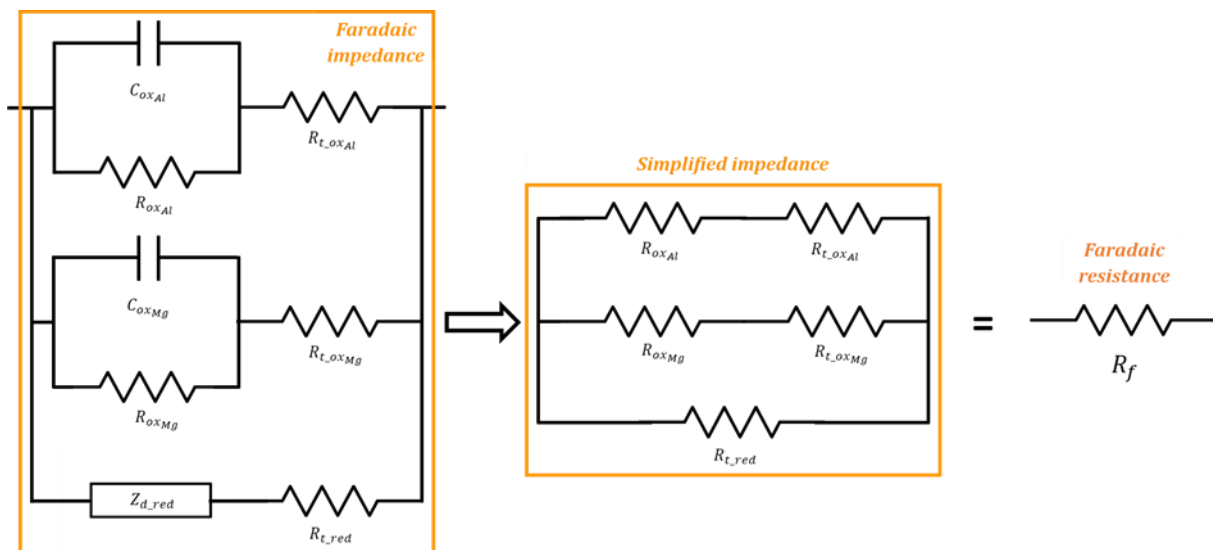 Faradaic
impedance
C_ox_Al
R_t_ox_Al
R_ox_Al
C_ox_Mg
R_t_ox_Mg
R_ox_Mg
Z_d_red
R_t_red
Simplified impedance
R_ox_Al
R_t_ox_Al
R_ox_Mg
R_t_ox_Mg
R_t_red
=
Faradaic
resistance
R_f